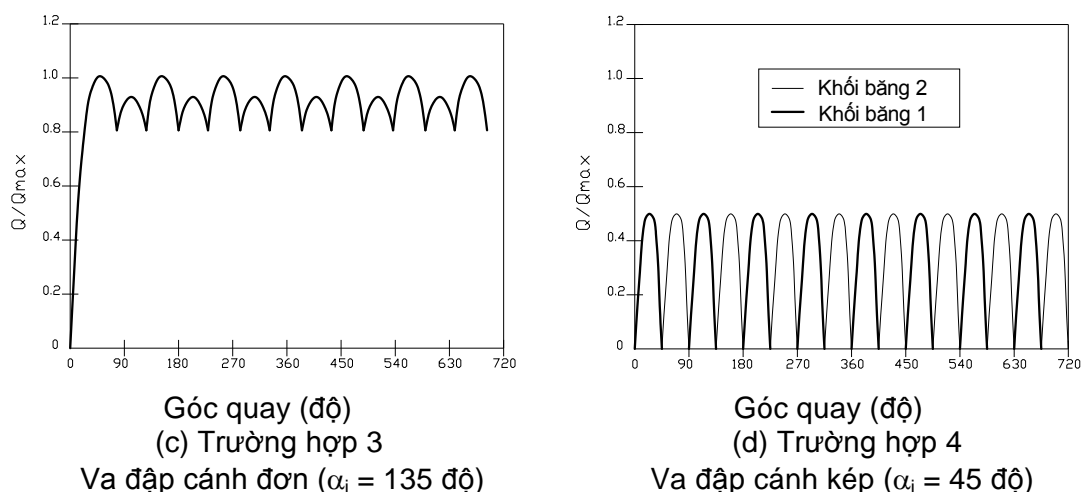 1.2
1.0
0.8
0.6
0.4
0.2
0
Q/Qmax
0 90 180 270 360 450 540 630 720
Góc quay (độ)
(c) Trường hợp 3
Va đập cánh đơn (αi = 135 độ)
1.2
1.0
0.8
0.6
0.4
0.2
0
Q/Qmax
Khối băng 2
Khối băng 1
0 90 180 270 360 450 540 630 720
Góc quay (độ)
(d) Trường hợp 4
Va đập cánh kép (αi = 45 độ)